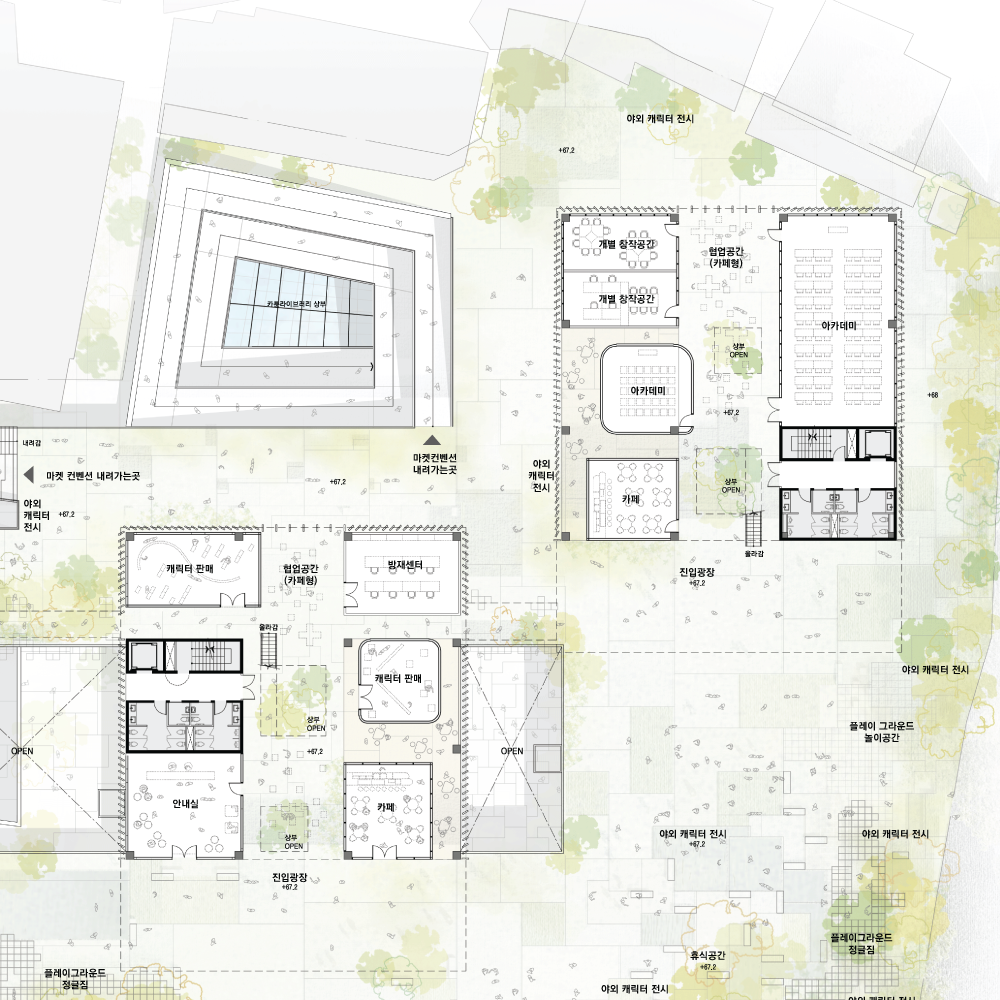 야외 캐릭터 전시
+67.2
개별 창작공간
협업공간
(카페형)
개별 창작공간
카툰라이브러리 상부
아카데미
상부
OPEN
아카데미
+68
+67.2
내려감
마켓컨벤션
내려가는곳
마켓 컨벤션 내려가는곳
+67.2
야외
캐릭터
전시
상부
OPEN
카페
야외
캐릭터
전시
+67.2
올라감
캐릭터 판매
협업공간
(카페형)
방재센터
진입광장
+67.2
올라감
야외 캐릭터 전시
캐릭터 판매
상부
OPEN
플레이 그라운드
놀이공간
OPEN
+67.2
OPEN
안내실
카페
상부
OPEN
야외 캐릭터 전시
+67.2
야외 캐릭터 전시
진입광장
+67.2
플레이그라운드
정글짐
휴식공간
+67.2
플레이그라운드
정글짐
야외 캐릭터 전시
야외 캐릭터 전시